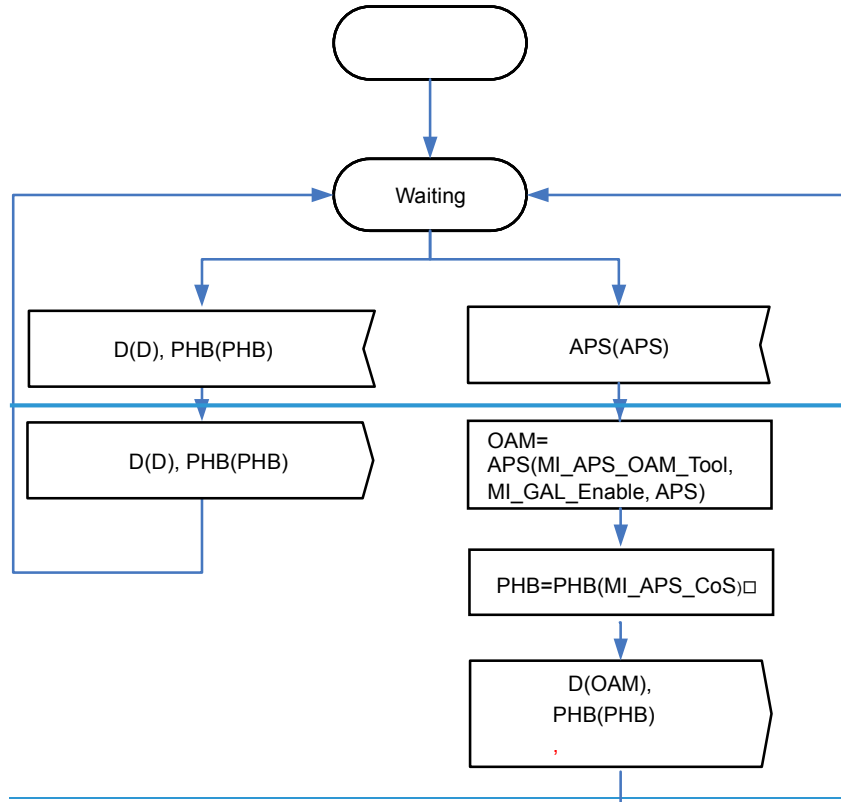 Waiting
D(D), PHB(PHB)
APS(APS)
D(D), PHB(PHB)
OAM=
APS(MI_APS_OAM_Tool,
MI_GAL_Enable, APS)
PHB=PHB(MI_APS_CoS)□
D(OAM),
PHB(PHB)
,